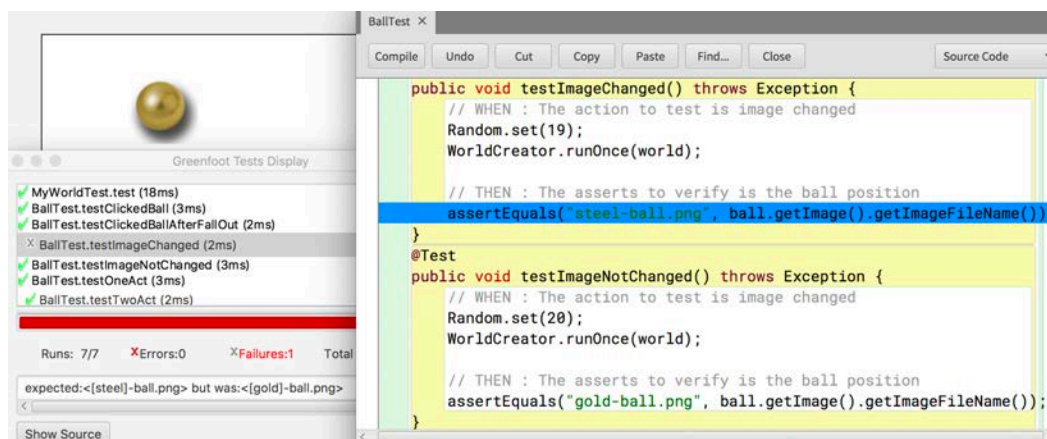 BallTest ×
Compile Undo Cut Copy Paste Find... Close Source Code
public void testImageChanged() throws Exception {
// WHEN : The action to test is image changed
Random.set(19);
WorldCreator.runOnce(world);
// THEN : The asserts to verify is the ball position
assertEquals("steel-ball.png", ball.getImage().getImageFileName())
}
@Test
public void testImageNotChanged() throws Exception {
// WHEN : The action to test is image changed
Random.set(20);
WorldCreator.runOnce(world);
// THEN : The asserts to verify is the ball position
assertEquals("gold-ball.png", ball.getImage().getImageFileName());
}
Greenfoot Tests Display
MyWorldTest.test (18ms)
BallTest.testClickedBall (3ms)
BallTest.testClickedBallAfterFallOut (2ms)
X BallTest.testImageChanged (2ms)
BallTest.testImageNotChanged (3ms)
BallTest.testOneAct (3ms)
BallTest.testTwoAct (2ms)
Runs: 7/7 XErrors:0 XFailures:1 Total
expected:<[steel]-ball.png> but was:<[gold]-ball.png>
Show Source